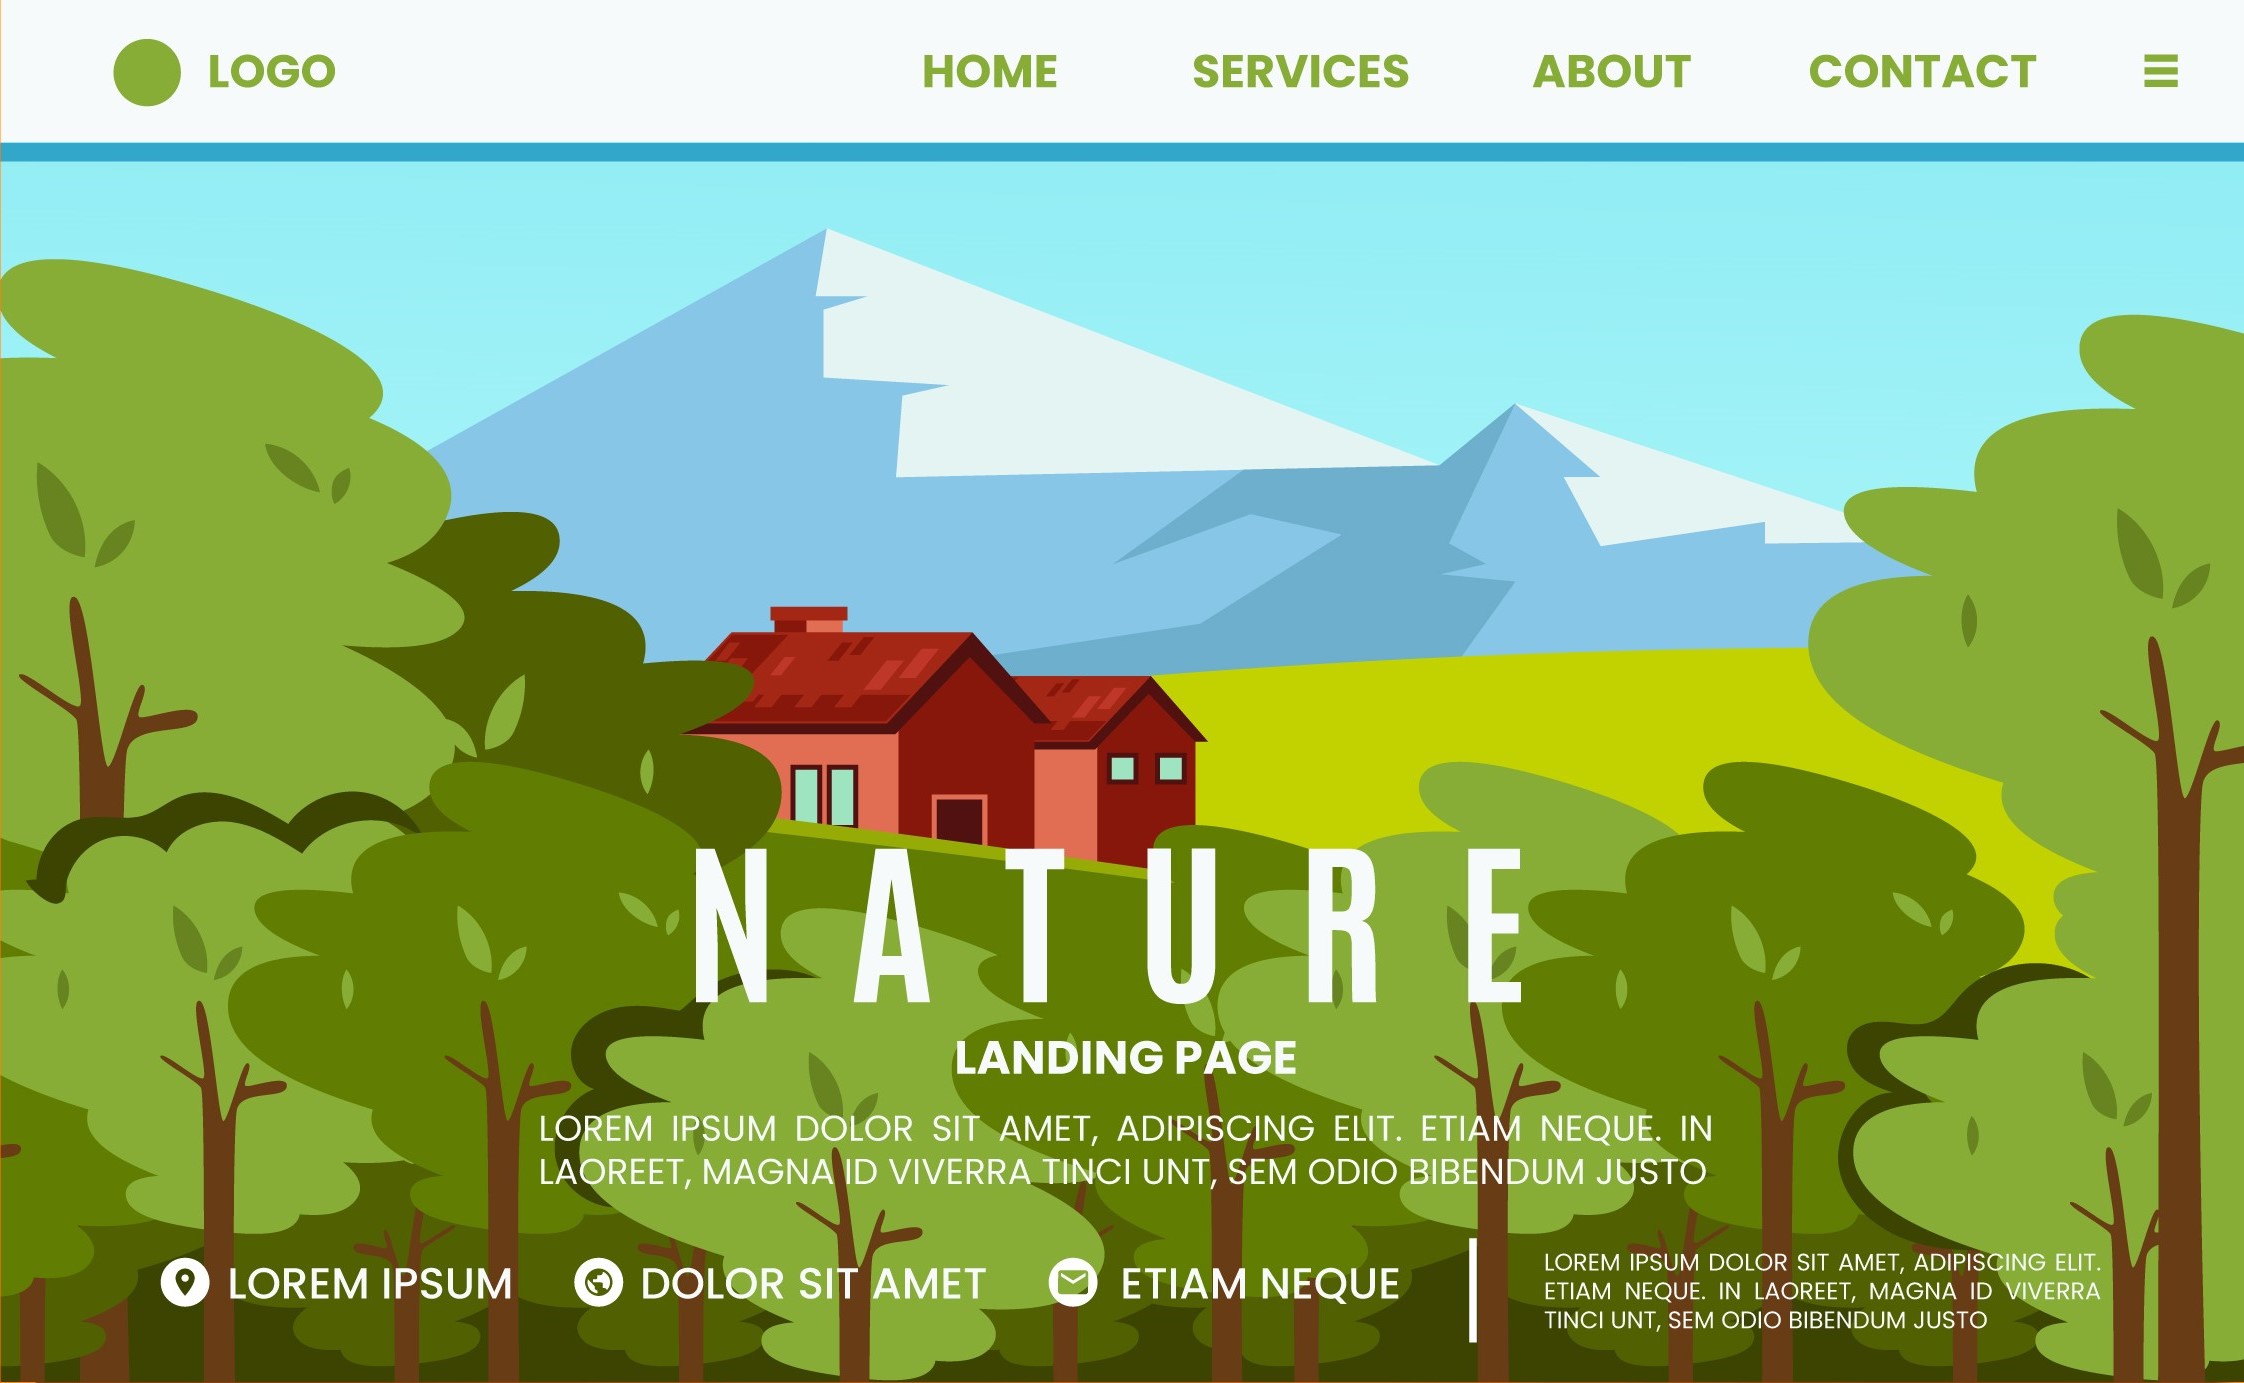 LOGO
HOME SERVICES ABOUT CONTACT
NATURE
LANDING PAGE
LOREM IPSUM DOLOR SIT AMET, ADIPISCING ELIT. ETIAM NEQUE. IN
LAOREET, MAGNA ID VIVERRA TINCI UNT, SEM ODIO BIBENDUM JUSTO
LOREM IPSUM
DOLOR SIT AMET
ETIAM NEQUE
LOREM IPSUM DOLOR SIT AMET, ADIPISCING ELIT.
ETIAM NEQUE. IN LAOREET, MAGNA ID VIVERRA
TINCI UNT, SEM ODIO BIBENDUM JUSTO